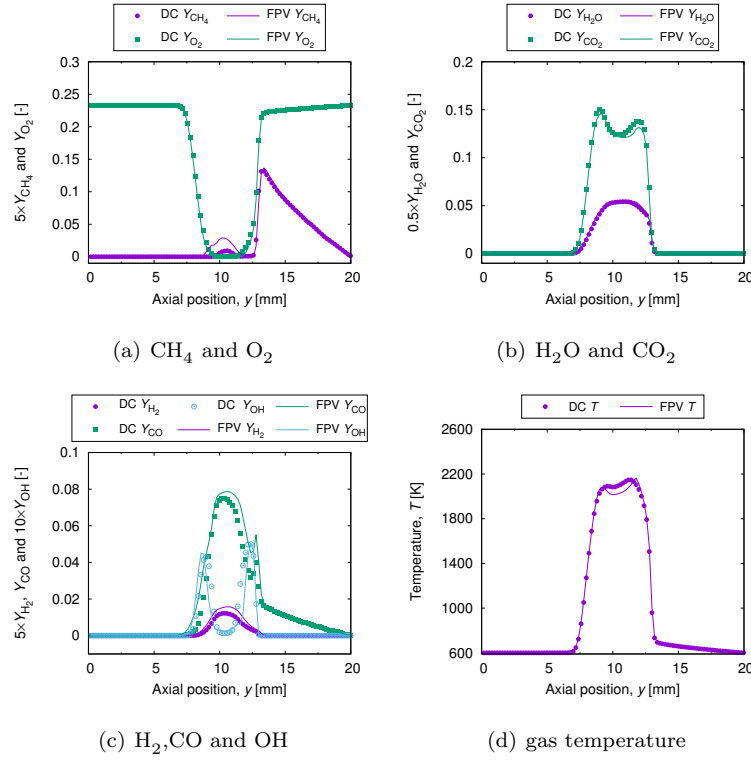 DC Y_CH4 FPV Y_CH4
DC Y_O2 FPV Y_O2
0.3
0.25
0.2
0.15
0.1
0.05
0
5×Y_CH4 and Y_O2 [-]
0 5 10 15 20
Axial position, y [mm]
(a) CH4 and O2
DC Y_H2O FPV Y_H2O
DC Y_CO2 FPV Y_CO2
0.2
0.15
0.1
0.05
0
0.5×Y_H2O and Y_CO2 [-]
0 5 10 15 20
Axial position, y [mm]
(b) H2O and CO2
DC Y_H2 DC Y_OH FPV Y_CO
DC Y_CO FPV Y_H2 FPV Y_OH
0.1
0.08
0.06
0.04
0.02
0
5×Y_H2, Y_CO and 10×Y_OH [-]
0 5 10 15 20
Axial position, y [mm]
(c) H2,CO and OH
DC T FPV T
2600
2200
1800
1400
1000
600
Temperature, T [K]
0 5 10 15 20
Axial position, y [mm]
(d) gas temperature